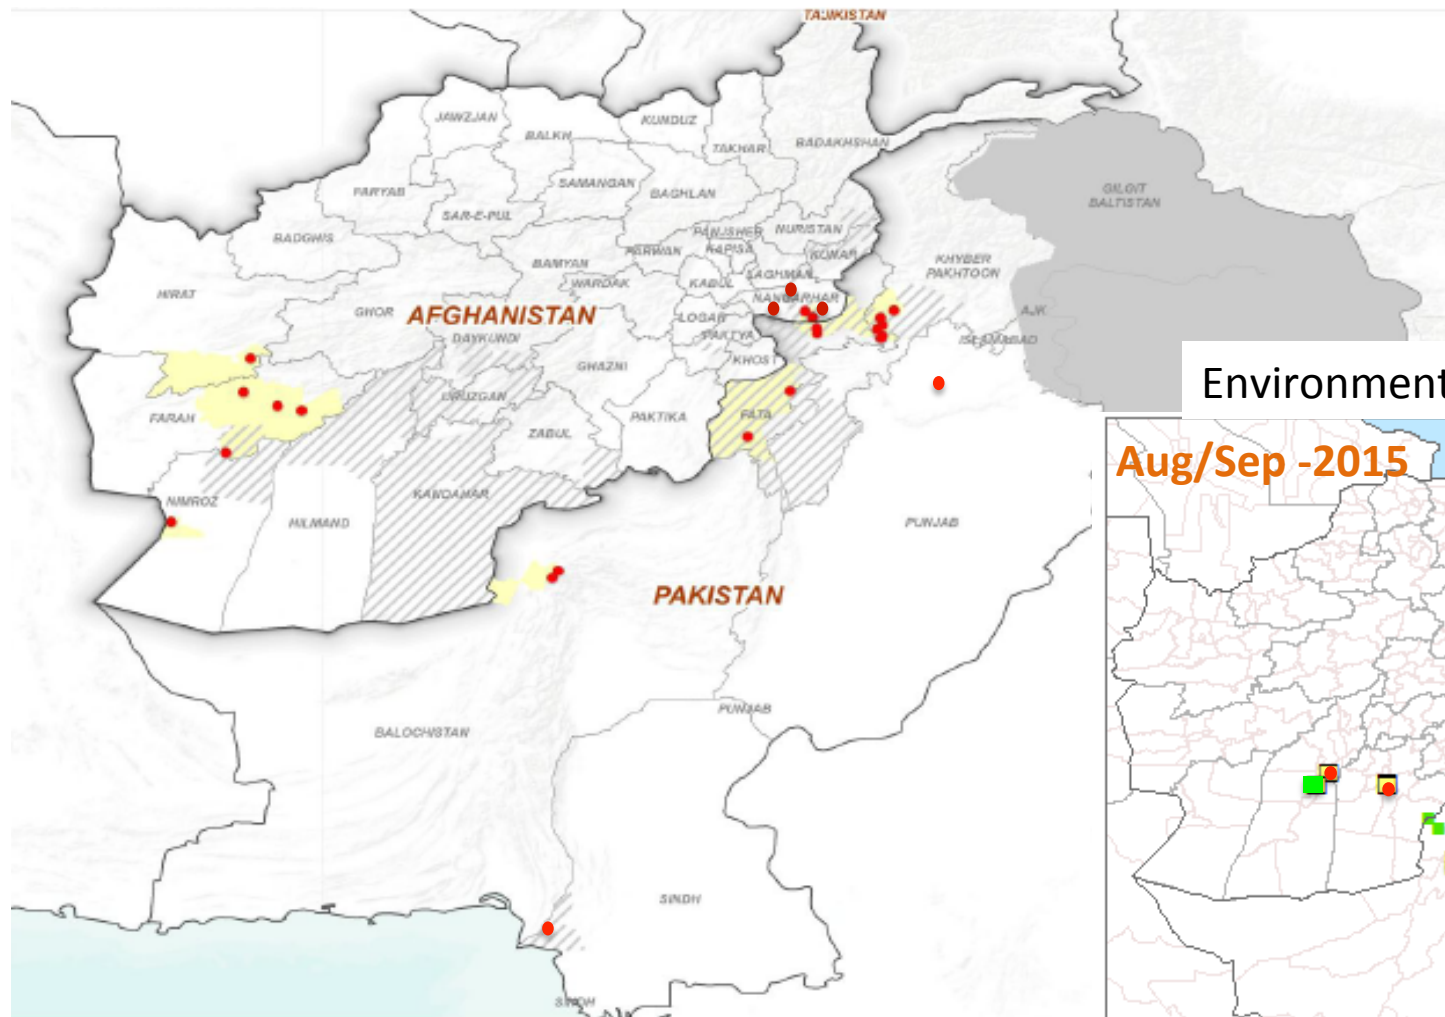 TAJIKISTAN
JAWZJAN
BALKH
KUNDUZ
TAKHAR
BADAKHSHAN
FARYAB
SAMANGAN
BAGHLAN
GILGIT
BALTISTAN
SAR-E-PUL
BADGHIS
PANJSHER
NURISTAN
KAPISA
PARWAN
KUNAR
BAMYAN
KHYBER
PAKHTOON
LAGHMAN
WARDAK
KABUL
HIRAT
NANGARHAR
GHOR
AFGHANISTAN
LOGAR
AJK
DAYKUNDI
PAKTYA
ISLAMABAD
KHOST
GHAZNI
Environment
URUZGAN
FARAH
PAKTIKA
FATA
ZABUL
Aug/Sep -2015
NIMROZ
KANDAHAR
HILMAND
PUNJAB
PAKISTAN
PUNJAB
BALOCHISTAN
SINDH
SINDH